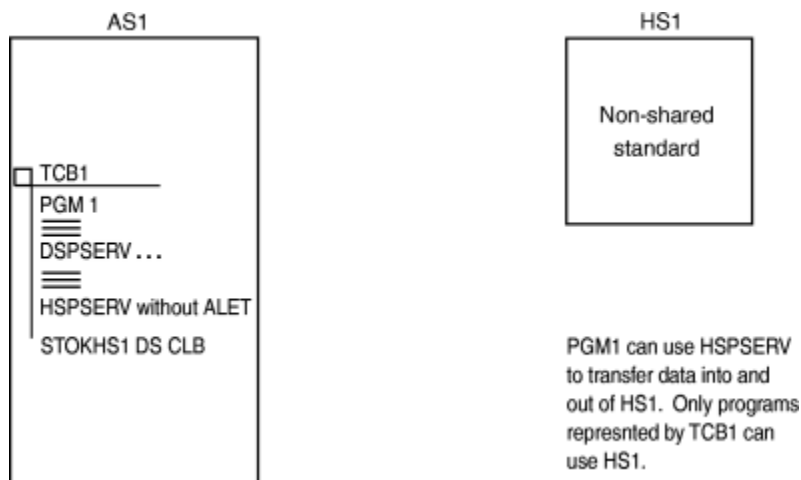 AS1
TCB1
PGM 1
DSPSERV ...
HSPSERV without ALET
STOKHS1 DS CLB
HS1
Non-shared
standard
PGM1 can use HSPSERV
to transfer data into and
out of HS1. Only programs
represnted by TCB1 can
use HS1.